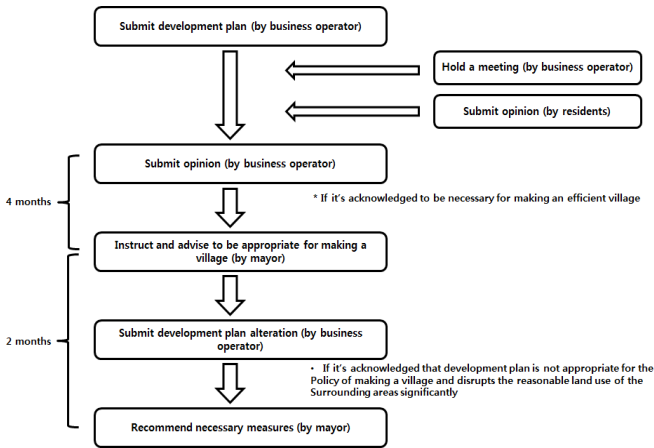 Submit development plan (by business operator)
Hold a meeting (by business operator)
Submit opinion (by residents)
Submit opinion (by business operator)
4 months
* If it's acknowledged to be necessary for making an efficient village
Instruct and advise to be appropriate for making a
village (by mayor)
2 months
Submit development plan alteration (by business
operator)
• If it's acknowledged that development plan is not appropriate for the
Policy of making a village and disrupts the reasonable land use of the
Surrounding areas significantly
Recommend necessary measures (by mayor)